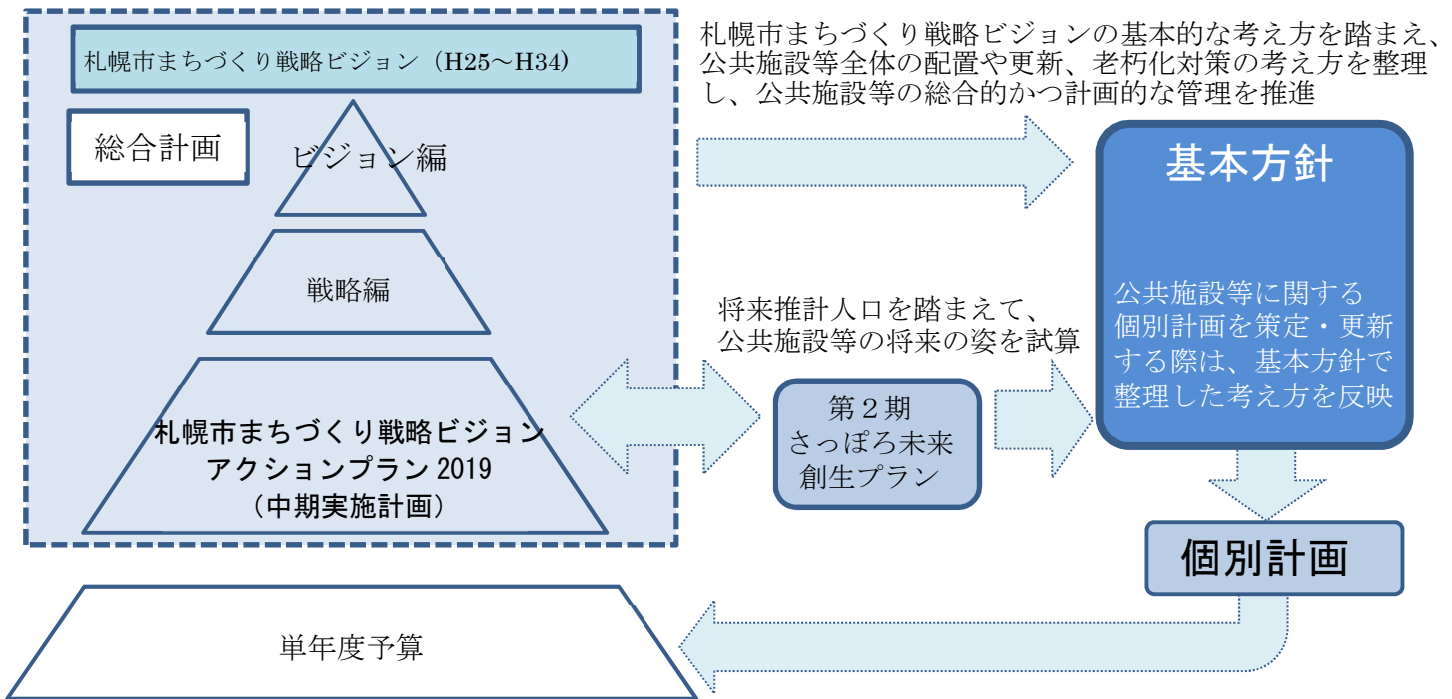 札幌市まちづくり戦略ビジョン（H25～H34）
総合計画
ビジョン編
戦略編
札幌市まちづくり戦略ビジョン
アクションプラン 2019
（中期実施計画）
単年度予算
札幌市まちづくり戦略ビジョンの基本的な考え方を踏まえ、
公共施設等全体の配置や更新、老朽化対策の考え方を整理
し、公共施設等の総合的かつ計画的な管理を推進
将来推計人口を踏まえて、
公共施設等の将来の姿を試算
第２期
さっぽろ未来
創生プラン
基本方針
公共施設等に関する
個別計画を策定・更新
する際は、基本方針で
整理した考え方を反映
個別計画